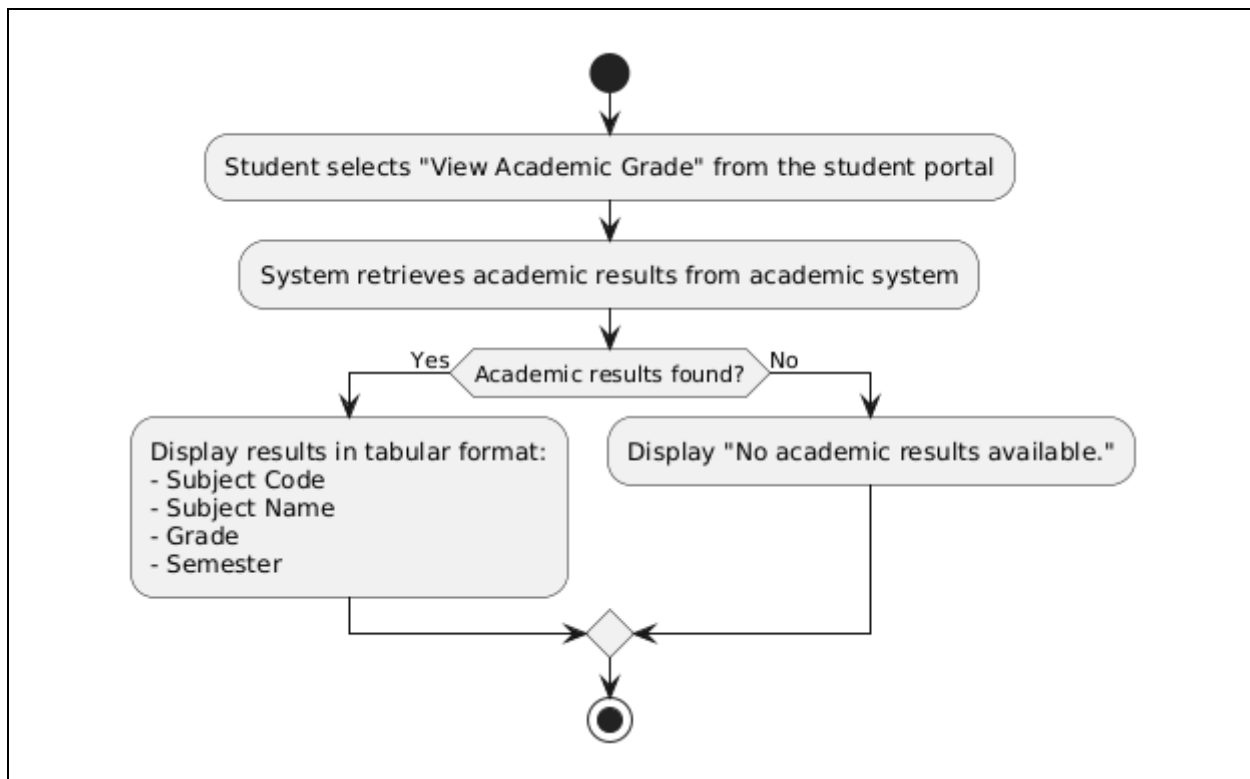 Student selects "View Academic Grade" from the student portal
System retrieves academic results from academic system
Yes
Academic results found?
No
Display results in tabular format:
- Subject Code
- Subject Name
- Grade
- Semester
Display "No academic results available."